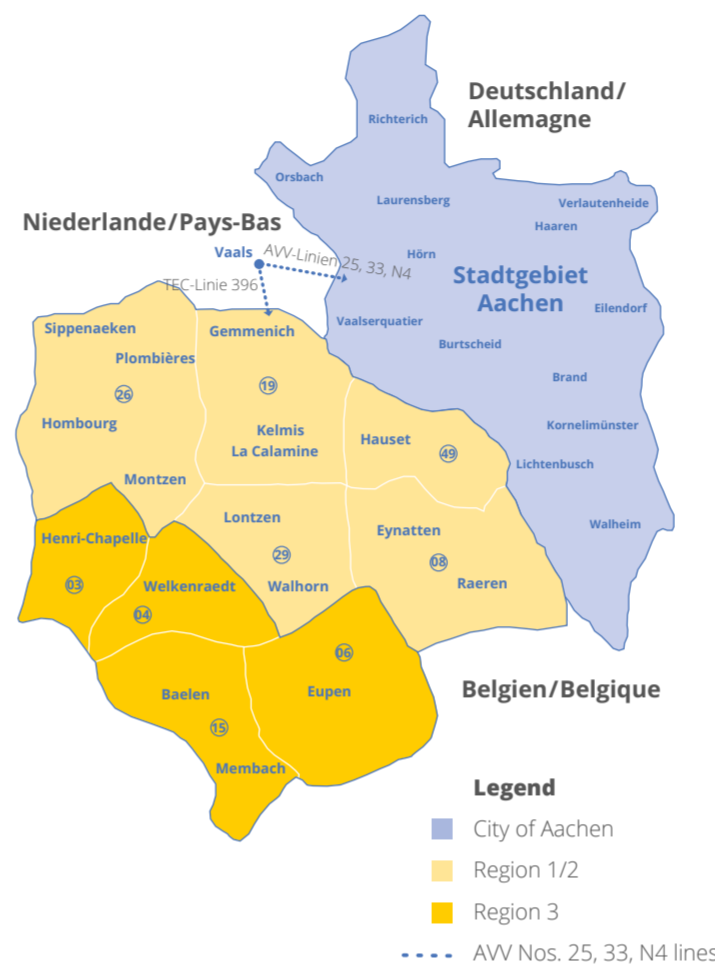 Deutschland/
Allemagne
Richterich
Orsbach
Laurensberg
Verlautenheide
Haaren
Niederlande/Pays-Bas
Vaals
AVV-Linien 25, 33, N4
Hörn
TEC-Linie 396
Stadtgebiet
Aachen
Eilendorf
Vaalserquatier
Burtscheid
Sippenaeken
Gemmenich
Plombières
Brand
26
19
Hombourg
Kelmis
La Calamine
Hauset
49
Kornelimünster
Lichtenbusch
Montzen
Lontzen
Eynatten
Walheim
Henri-Chapelle
29
08
03
Welkenraedt
Walhorn
Raeren
04
06
Baelen
Eupen
Belgien/Belgique
15
Membach
Legend
City of Aachen
Region 1/2
Region 3
AVV Nos. 25, 33, N4 lines